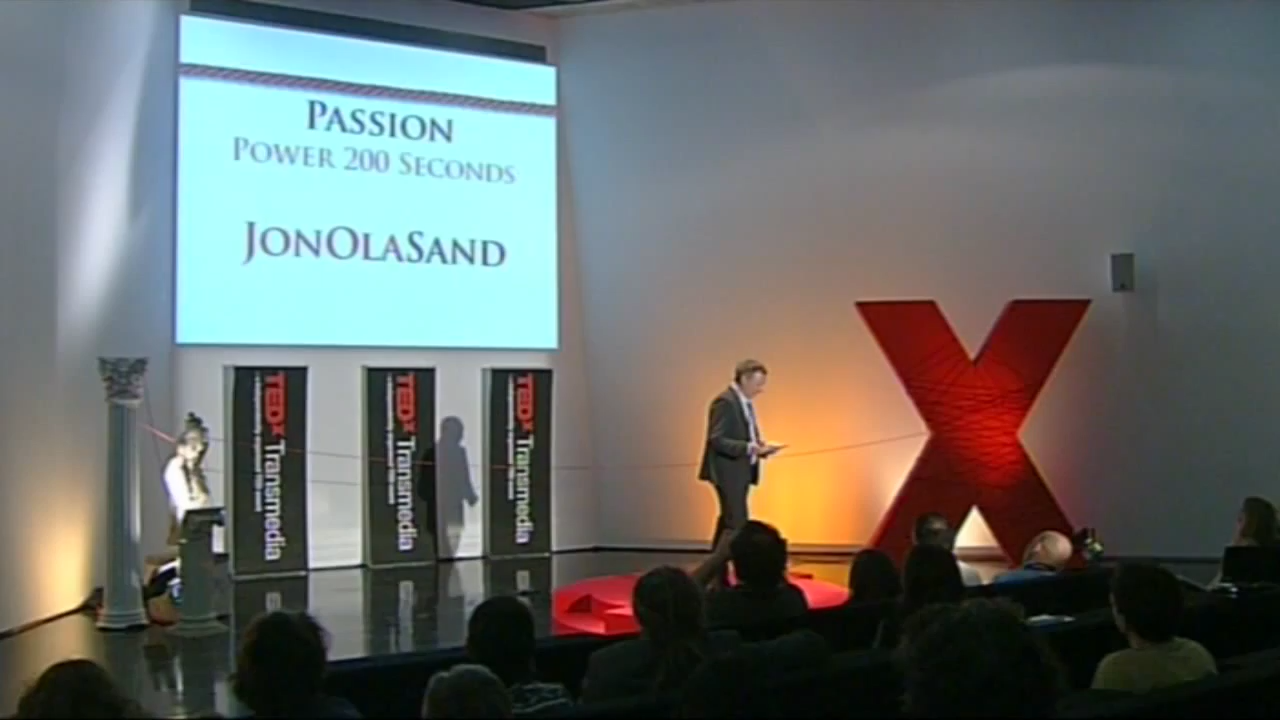 PASSION
POWER 200 SECONDS
JONOLASAND
TEDx Transmedia
TEDx Transmedia
TEDx Transmedia
X